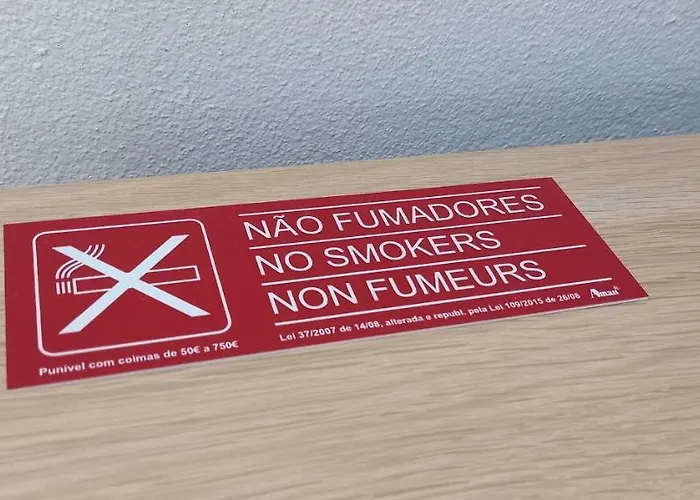 NÃO FUMADORES
NO SMOKERS
NON FUMEURS
Lei 37/2007 de 14/08, alterada e republ. pela Lei 109/2015 de 26/08
Punível com coimas de 50€ a 750€